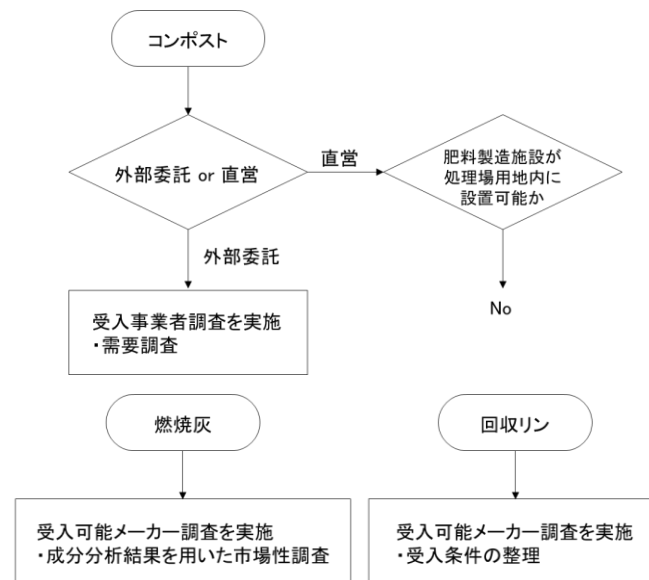 コンポスト
外部委託 or 直営
直営
肥料製造施設が
処理場用地内に
設置可能か
外部委託
No
受入事業者調査を実施
・需要調査
燃焼灰
回収リン
受入可能メーカー調査を実施
・成分分析結果を用いた市場性調査
受入可能メーカー調査を実施
・受入条件の整理